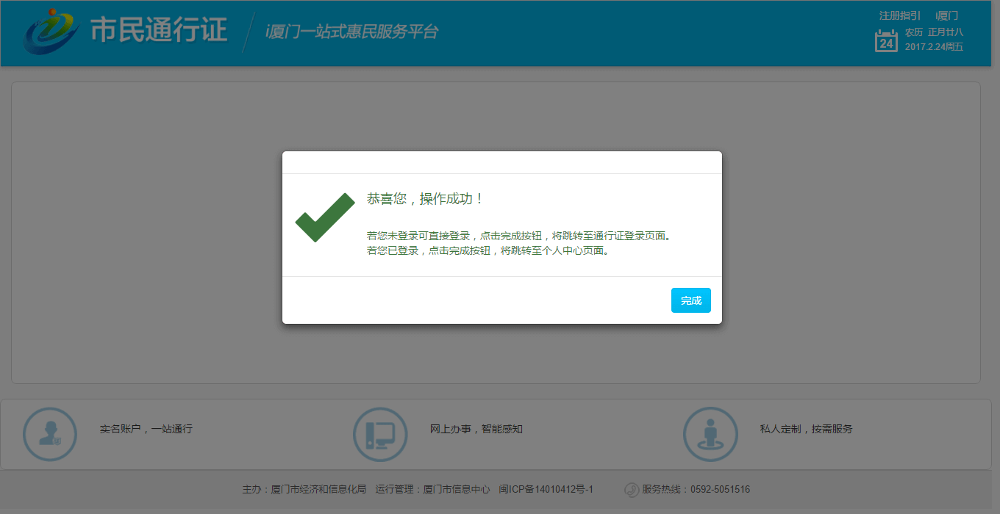 市民通行证
i厦门一站式惠民服务平台
注册指引 i厦门
24
农历 正月廿八
2017.2.24周五
恭喜您，操作成功！
若您未登录可直接登录，点击完成按钮，将跳转至通行证登录页面。
若您已登录，点击完成按钮，将跳转至个人中心页面。
完成
实名账户，一站通行
网上办事，智能感知
私人定制，按需服务
主办：厦门市经济和信息化局 运行管理：厦门市信息中心 闽ICP备14010412号-1 服务热线：0592-5051516